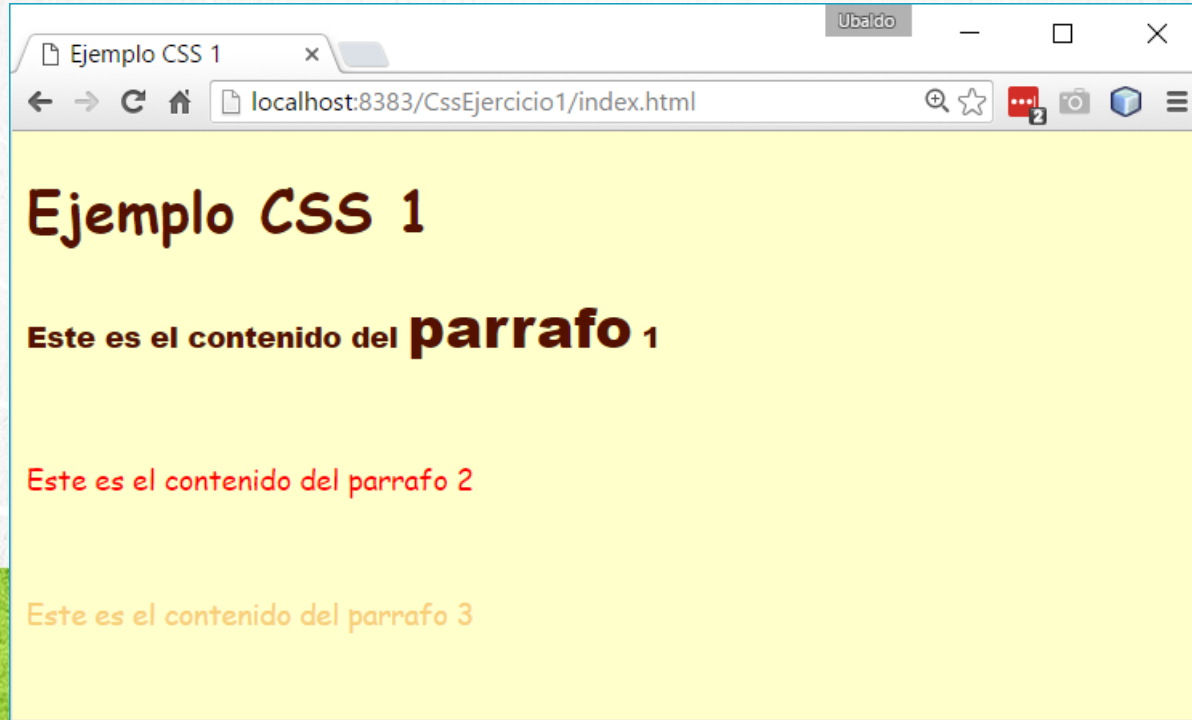 Ubaldo
Ejemplo CSS 1
localhost:8383/CssEjercicio1/index.html
2
Ejemplo CSS 1
Este es el contenido del parrafo 1
Este es el contenido del parrafo 2
Este es el contenido del parrafo 3